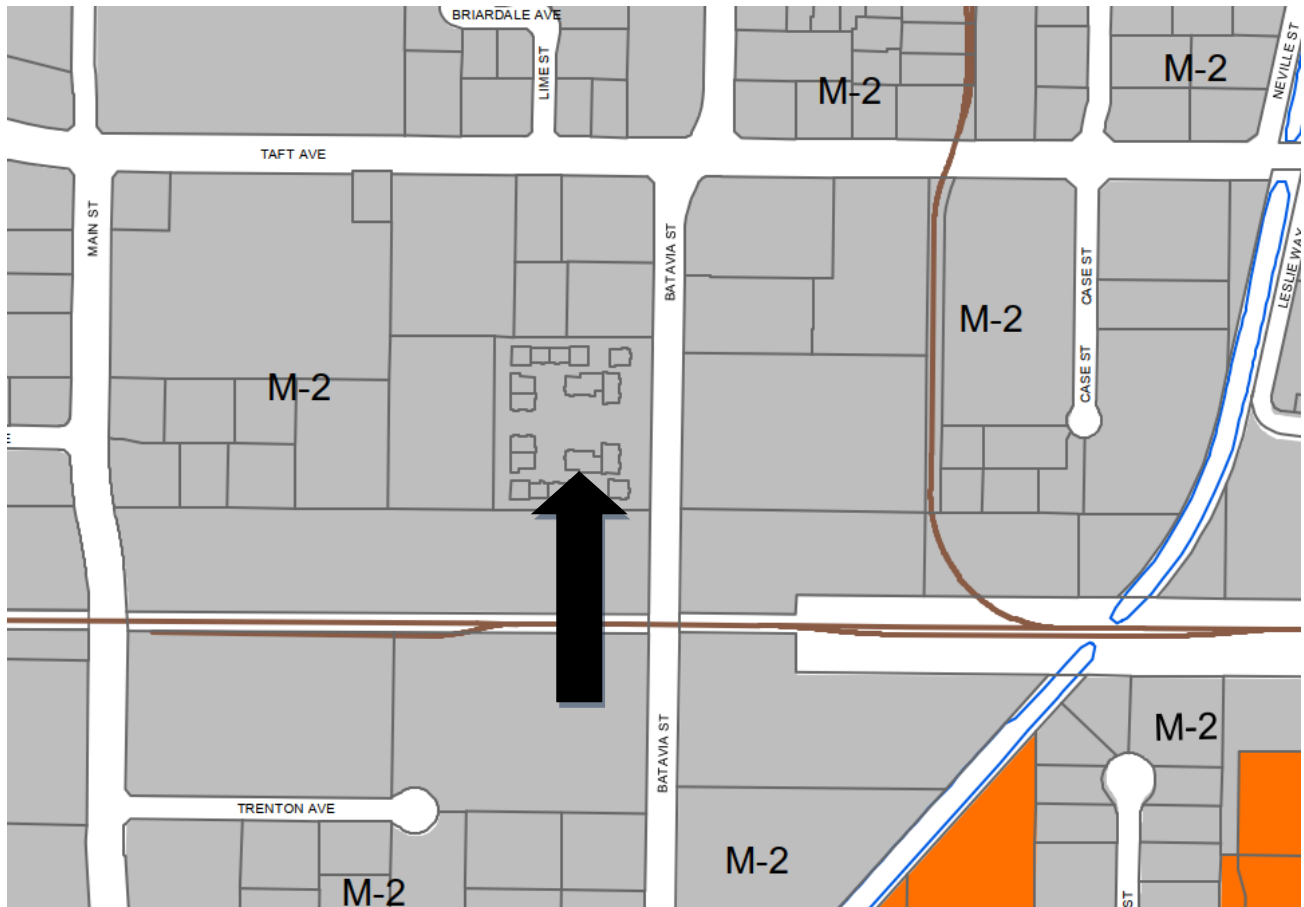 BRIARDALE AVE
LIME ST
NEVILLE ST
M-2
M-2
TAFT AVE
MAIN ST
BATAVIA ST
CASE ST
LESLIE WAY
M-2
CASE ST
M-2
E
BATAVIA ST
M-2
TRENTON AVE
M-2
M-2
ST